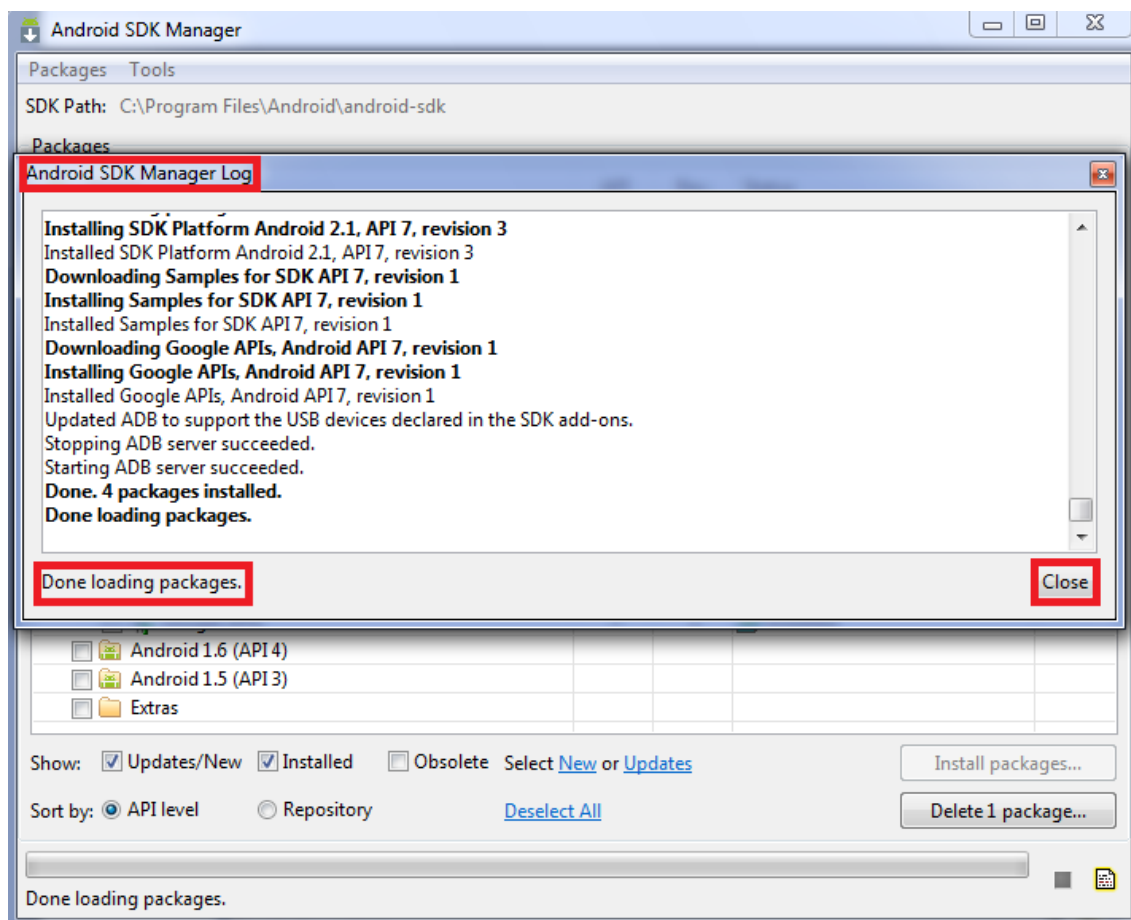 Android SDK Manager
Packages Tools
SDK Path: C:\Program Files\Android\android-sdk
Packages
Android SDK Manager Log
Installing SDK Platform Android 2.1, API 7, revision 3
Installed SDK Platform Android 2.1, API 7, revision 3
Downloading Samples for SDK API 7, revision 1
Installing Samples for SDK API 7, revision 1
Installed Samples for SDK API 7, revision 1
Downloading Google APIs, Android API 7, revision 1
Installing Google APIs, Android API 7, revision 1
Installed Google APIs, Android API 7, revision 1
Updated ADB to support the USB devices declared in the SDK add-ons.
Stopping ADB server succeeded.
Starting ADB server succeeded.
Done. 4 packages installed.
Done loading packages.
Done loading packages. Close
Android 1.6 (API 4)
Android 1.5 (API 3)
Extras
Show: Updates/New Installed Obsolete Select New or Updates Install packages...
Sort by: API level Repository Deselect All Delete 1 package...
Done loading packages.